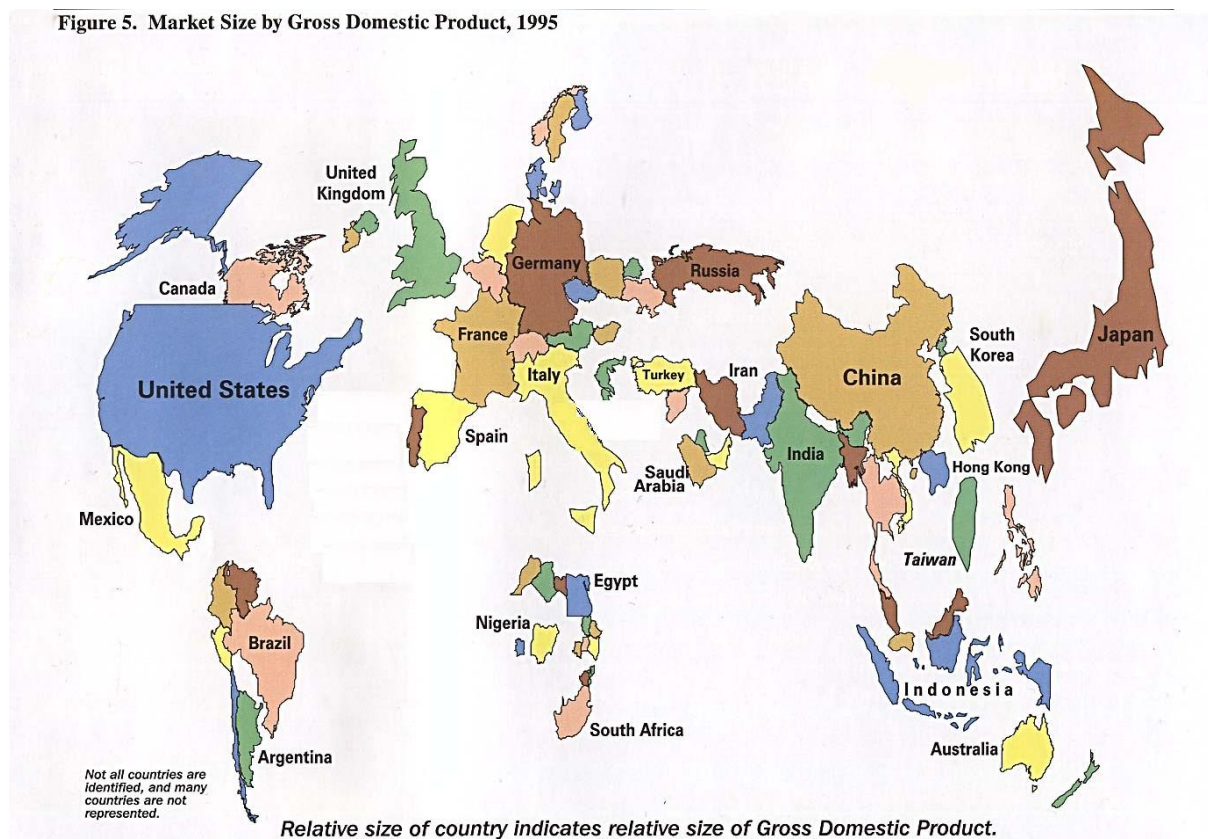 Figure 5. Market Size by Gross Domestic Product, 1995
United
Kingdom
Canada
Germany
Russia
France
South
Korea
Japan
United States
Italy
Turkey
Iran
China
Spain
India
Hong Kong
Saudi
Arabia
Mexico
Taiwan
Egypt
Nigeria
Brazil
Indonesia
South Africa
Australia
Argentina
Not all countries are
identified, and many
countries are not
represented.
Relative size of country indicates relative size of Gross Domestic Product.